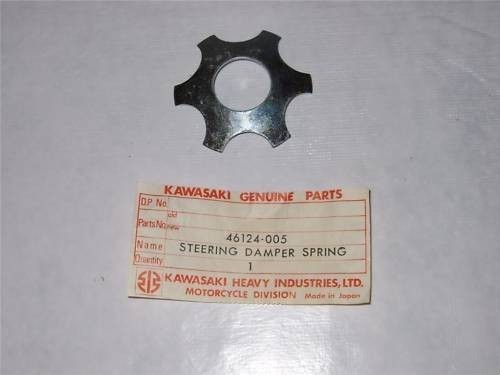 KAWASAKI GENUINE PARTS
D.P No.
old
Parts No. new 46124-005
Name STEERING DAMPER SPRING
Quantity 1
KAWASAKI HEAVY INDUSTRIES, LTD.
MOTORCYCLE DIVISION Made in Japan